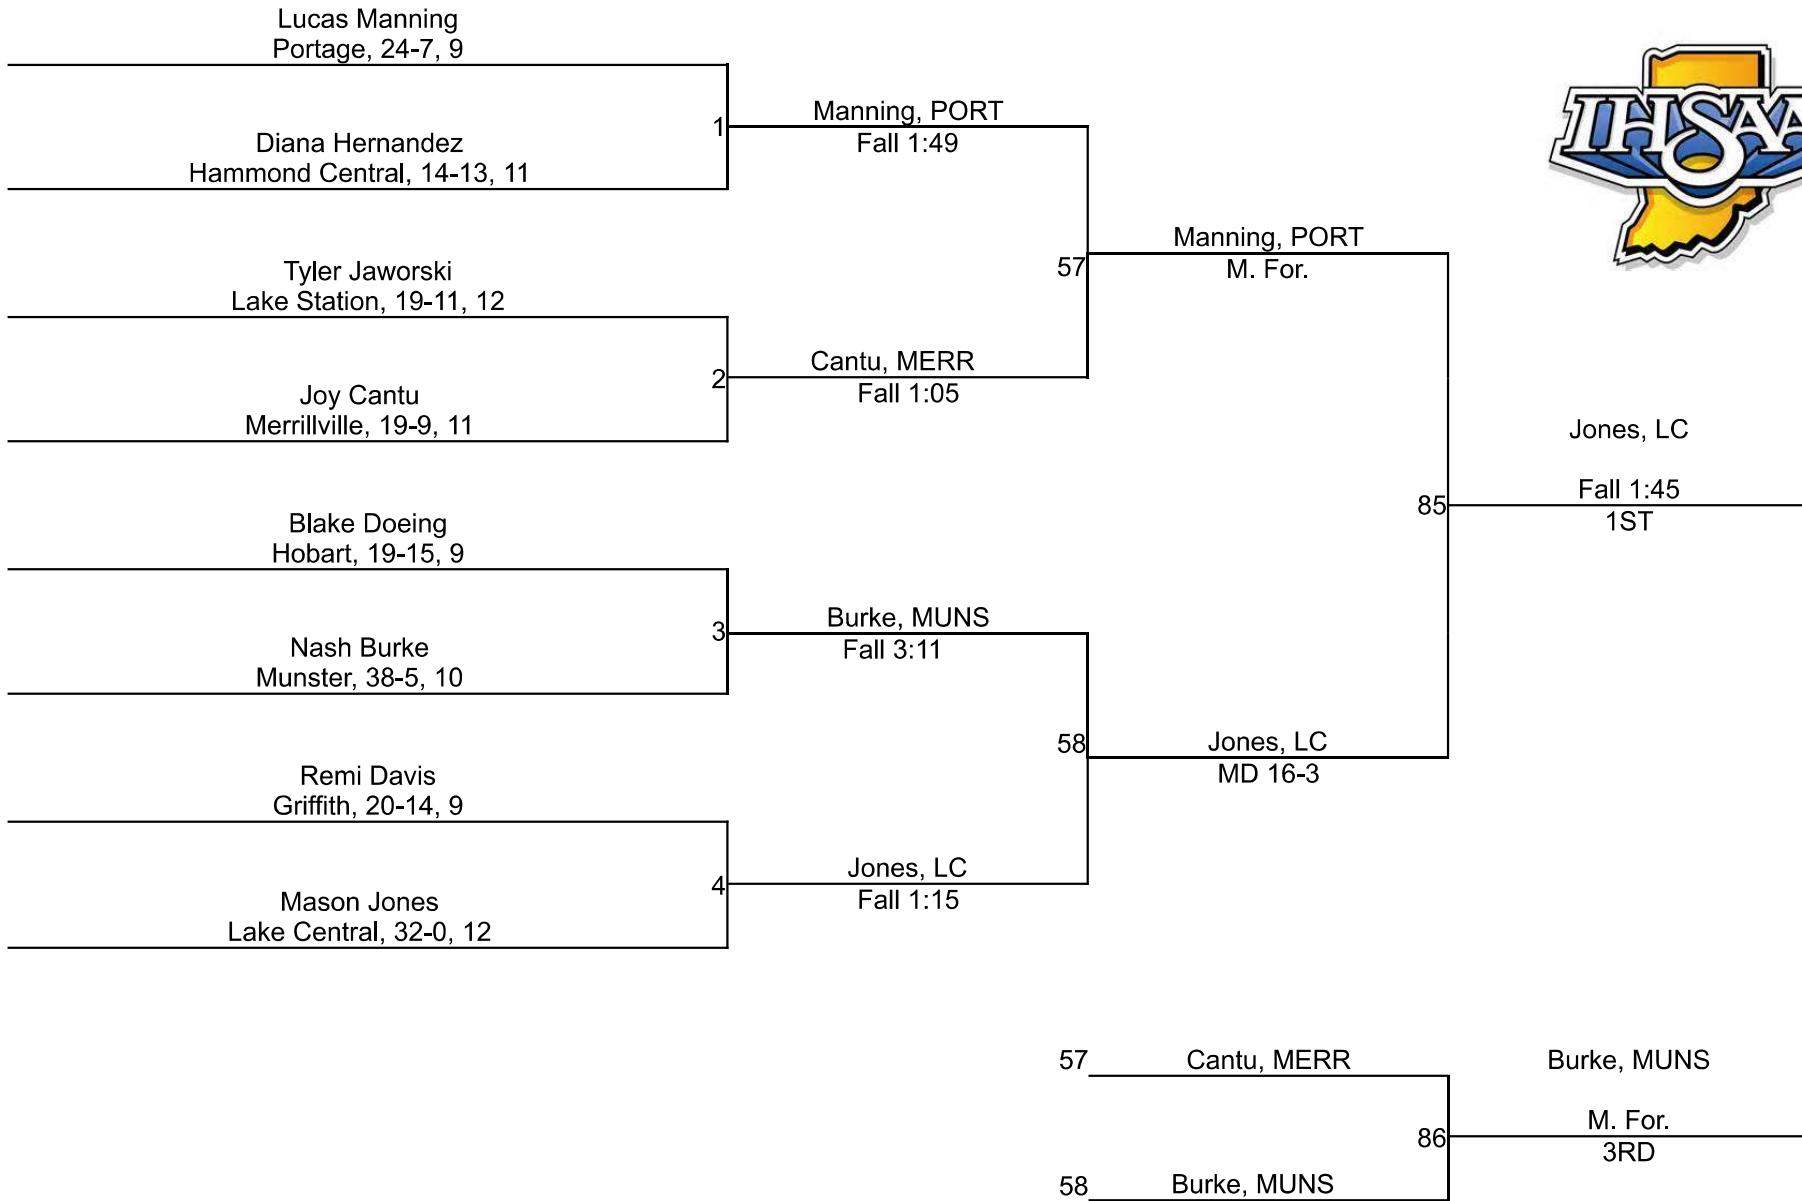 Lucas Manning
Portage, 24-7, 9
Diana Hernandez
Hammond Central, 14-13, 11
1
Manning, PORT
Fall 1:49
Tyler Jaworski
Lake Station, 19-11, 12
Joy Cantu
Merrillville, 19-9, 11
2
Cantu, MERR
Fall 1:05
57
Manning, PORT
M. For.
Blake Doeing
Hobart, 19-15, 9
Nash Burke
Munster, 38-5, 10
3
Burke, MUNS
Fall 3:11
Remi Davis
Griffith, 20-14, 9
Mason Jones
Lake Central, 32-0, 12
4
Jones, LC
Fall 1:15
58
Jones, LC
MD 16-3
85
Jones, LC
Fall 1:45
1ST
IHSAA
57
Cantu, MERR
58
Burke, MUNS
86
Burke, MUNS
M. For.
3RD